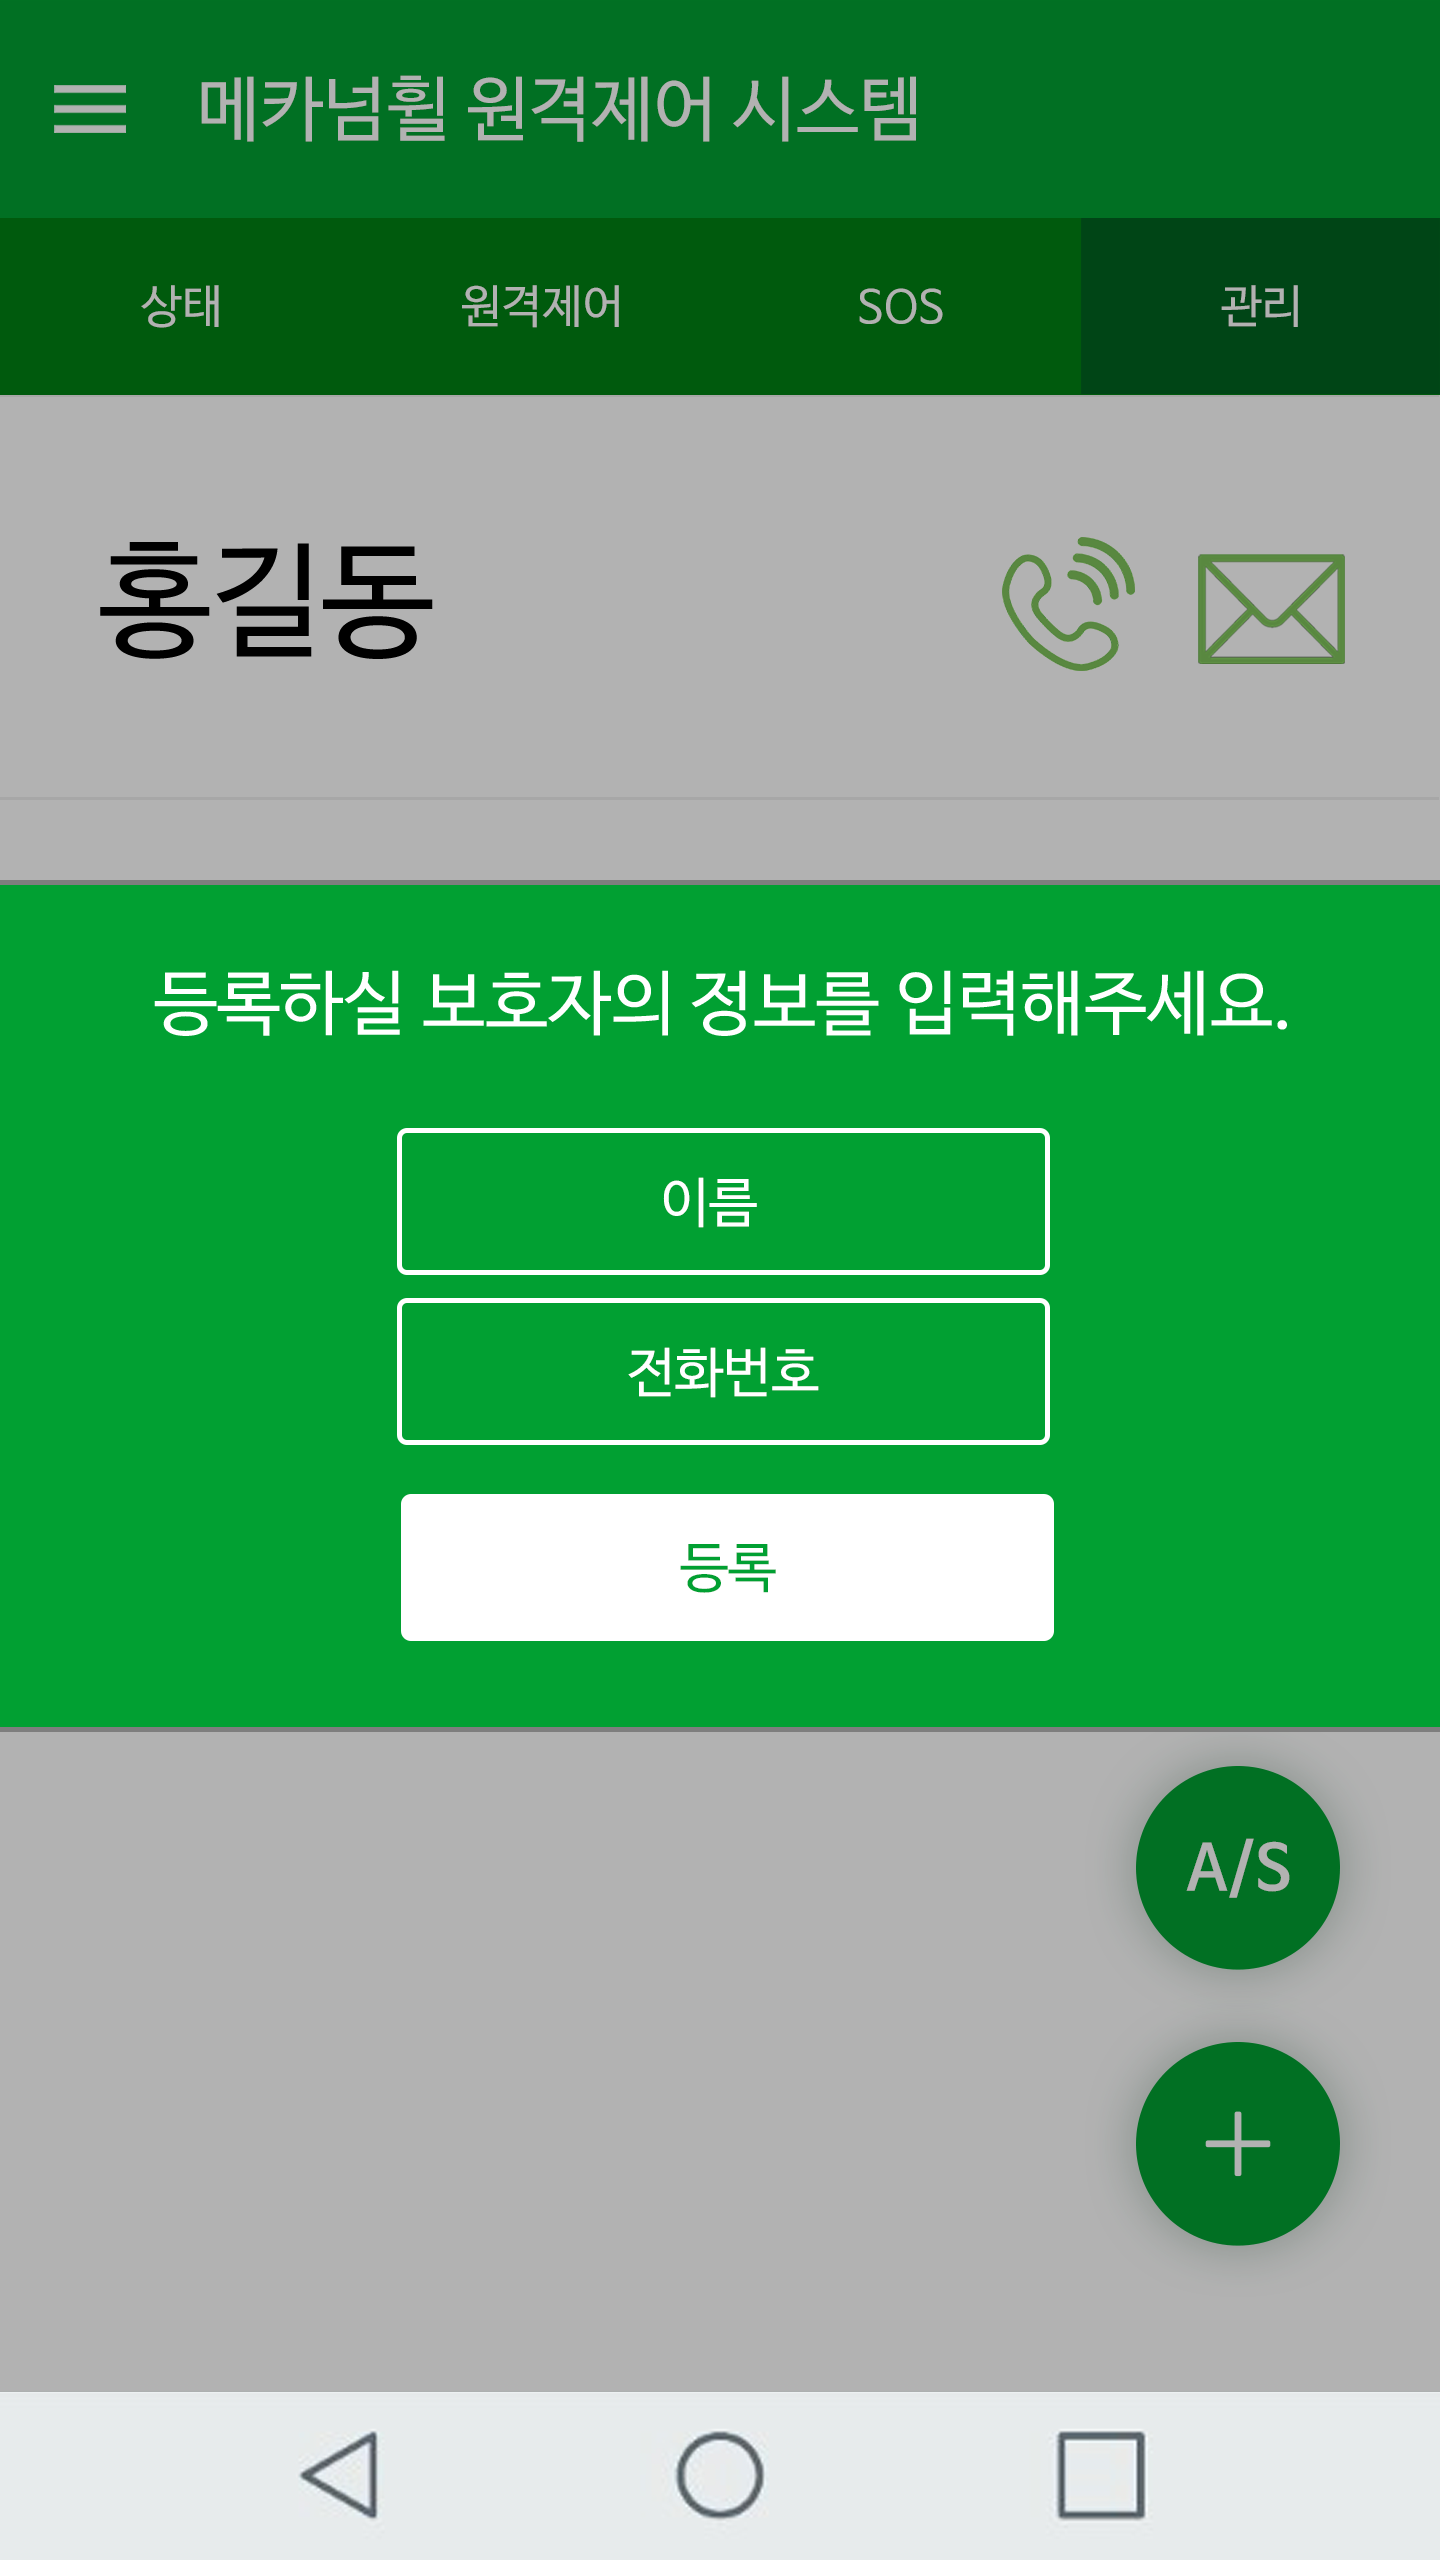 메카넘휠 원격제어 시스템
상태 원격제어 SOS 관리
홍길동
등록하실 보호자의 정보를 입력해주세요.
이름
전화번호
등록
A/S